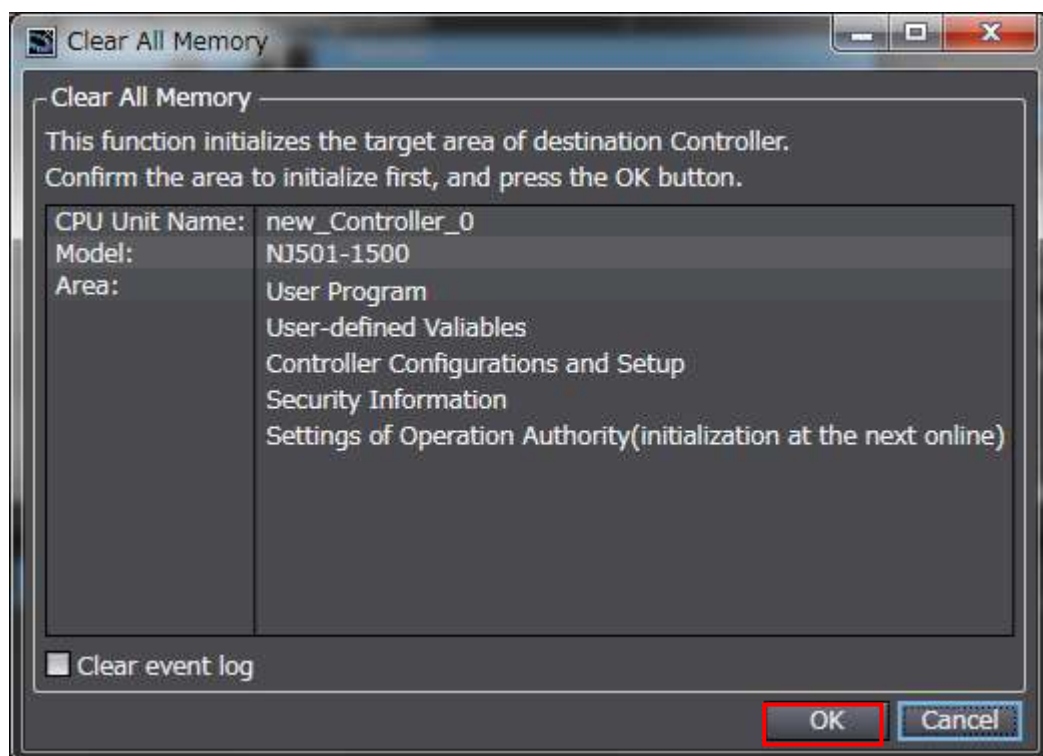 Clear All Memory
Clear All Memory
This function initializes the target area of destination Controller.
Confirm the area to initialize first, and press the OK button.
CPU Unit Name: new_Controller_0
Model: NJ501-1500
Area: User Program
User-defined Valiables
Controller Configurations and Setup
Security Information
Settings of Operation Authority(initialization at the next online)
Clear event log
OK Cancel